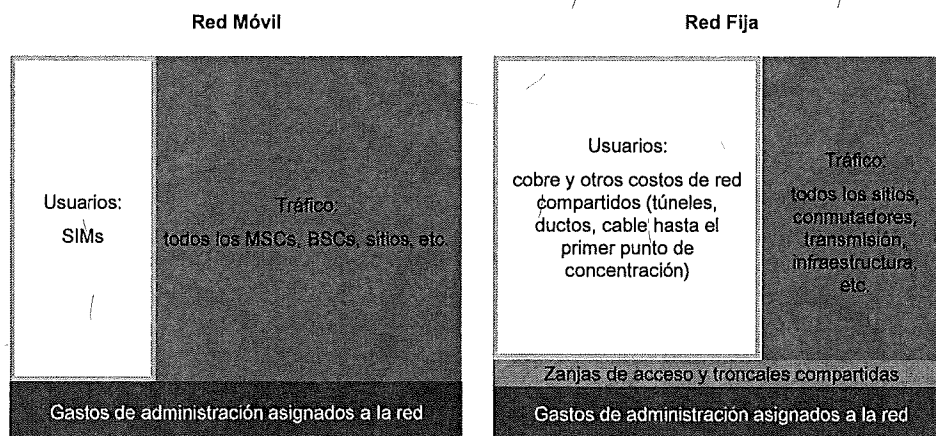 Red Móvil
Usuarios:
SIMs
Tráfico:
todos los MSCs, BSCs, sitios, etc.
Gastos de administración asignados a la red
Red Fija
Usuarios:
cobre y otros costos de red
compartidos (túneles,
ductos, cable hasta el
primer punto de
concentración)
Tráfico:
todos los sitios,
conmutadores,
transmisión,
infraestructura,
etc.
Zanjas de acceso y troncales compartidas
Gastos de administración asignados a la red